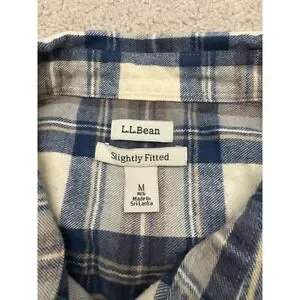 L.L.Bean
Slightly Fitted
M
Made in
Sri Lanka